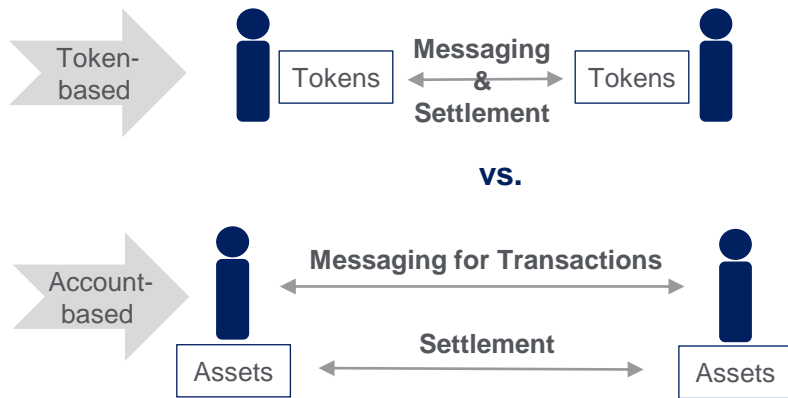 Token-
based
Tokens
Messaging
&
Settlement
Tokens
vs.
Account-
based
Messaging for Transactions
Settlement
Assets
Assets